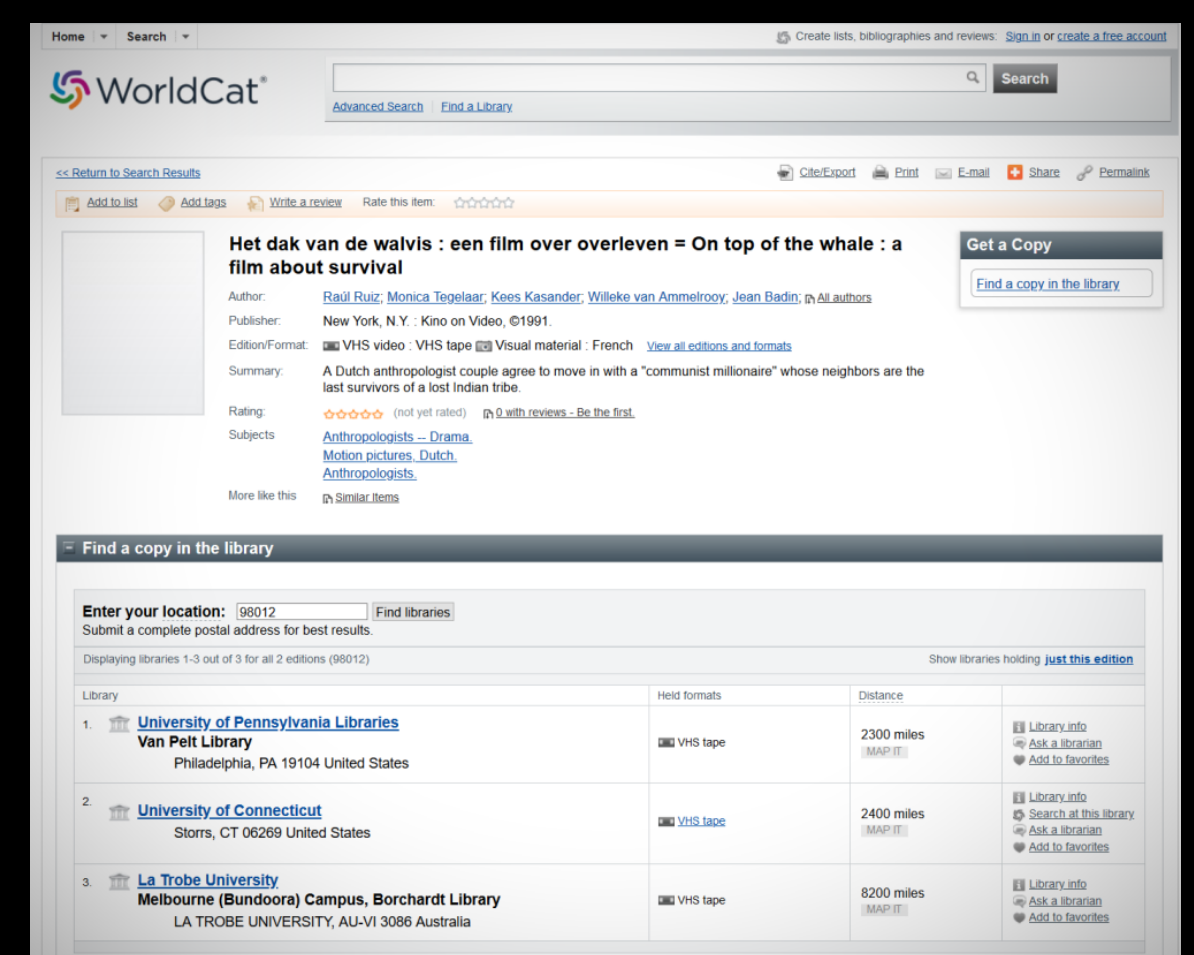 Home Search Create lists, bibliographies and reviews: Sign in or create a free account
WorldCat®
Search
Advanced Search Find a Library
<< Return to Search Results Cite/Export Print E-mail Share Permalink
Add to list Add tags Write a review Rate this item:
Het dak van de walvis : een film over overleven = On top of the whale : a
film about survival
Author: Raúl Ruiz; Monica Tegelaar; Kees Kasander; Willeke van Ammelrooy; Jean Badin; All authors
Publisher: New York, N.Y. : Kino on Video, ©1991.
Edition/Format: VHS video : VHS tape Visual material : French View all editions and formats
Summary: A Dutch anthropologist couple agree to move in with a "communist millionaire" whose neighbors are the
last survivors of a lost Indian tribe.
Rating: (not yet rated) 0 with reviews - Be the first.
Subjects Anthropologists -- Drama.
Motion pictures, Dutch.
Anthropologists.
More like this Similar Items
Get a Copy
Find a copy in the library
Find a copy in the library
Enter your location: 98012 Find libraries
Submit a complete postal address for best results.
Displaying libraries 1-3 out of 3 for all 2 editions (98012) Show libraries holding just this edition
Library Held formats Distance
1. University of Pennsylvania Libraries
Van Pelt Library
Philadelphia, PA 19104 United States
VHS tape
2300 miles
MAP IT
Library info
Ask a librarian
Add to favorites
2. University of Connecticut
Storrs, CT 06269 United States
VHS tape
2400 miles
MAP IT
Library info
Search at this library
Ask a librarian
Add to favorites
3. La Trobe University
Melbourne (Bundoora) Campus, Borchardt Library
LA TROBE UNIVERSITY, AU-VI 3086 Australia
VHS tape
8200 miles
MAP IT
Library info
Ask a librarian
Add to favorites